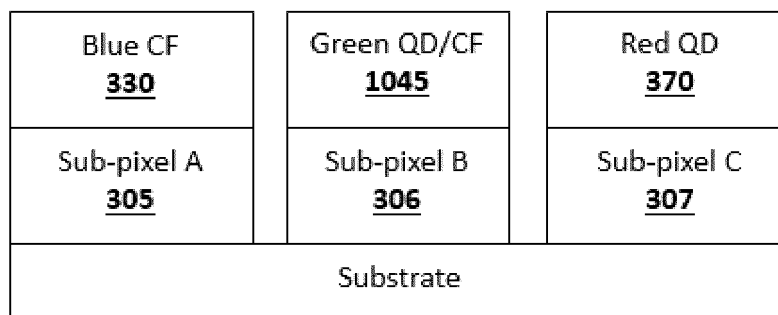 Blue CF
330
Green QD/CF
1045
Red QD
370
Sub-pixel A
305
Sub-pixel B
306
Sub-pixel C
307
Substrate